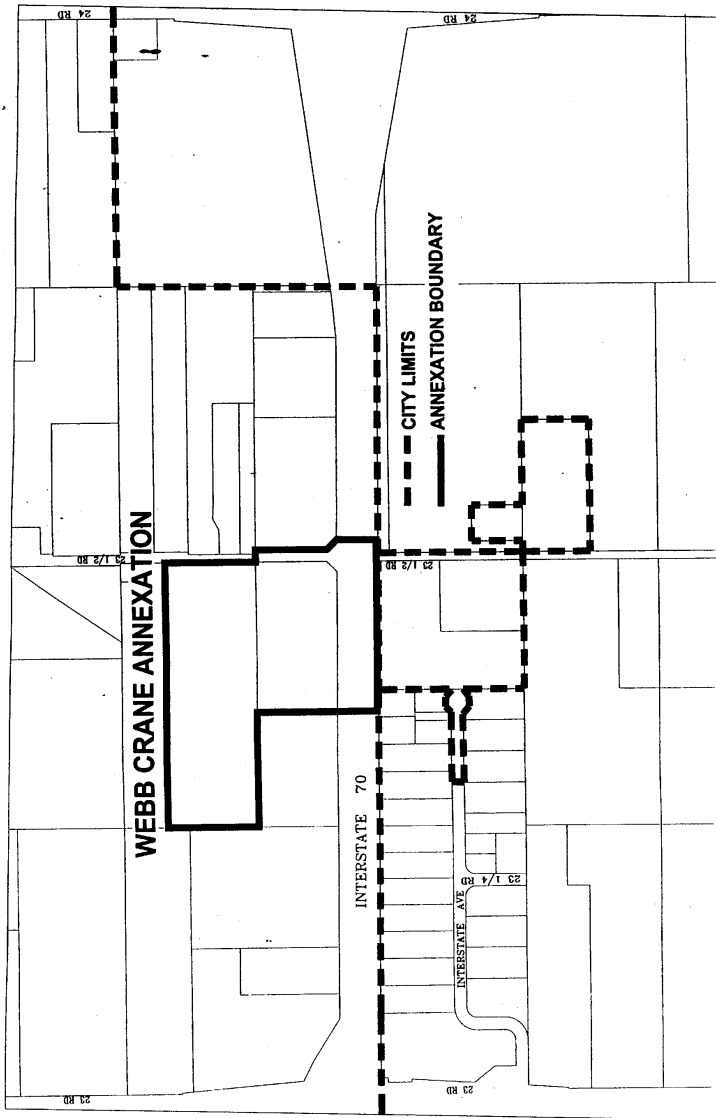 24 RD
24 RD
WEBB CRANE ANNEXATION
CITY LIMITS
ANNEXATION BOUNDARY
23 1/2 RD
23 1/2 RD
INTERSTATE 70
INTERSTATE AVE
23 1/4 RD
23 RD
23 RD